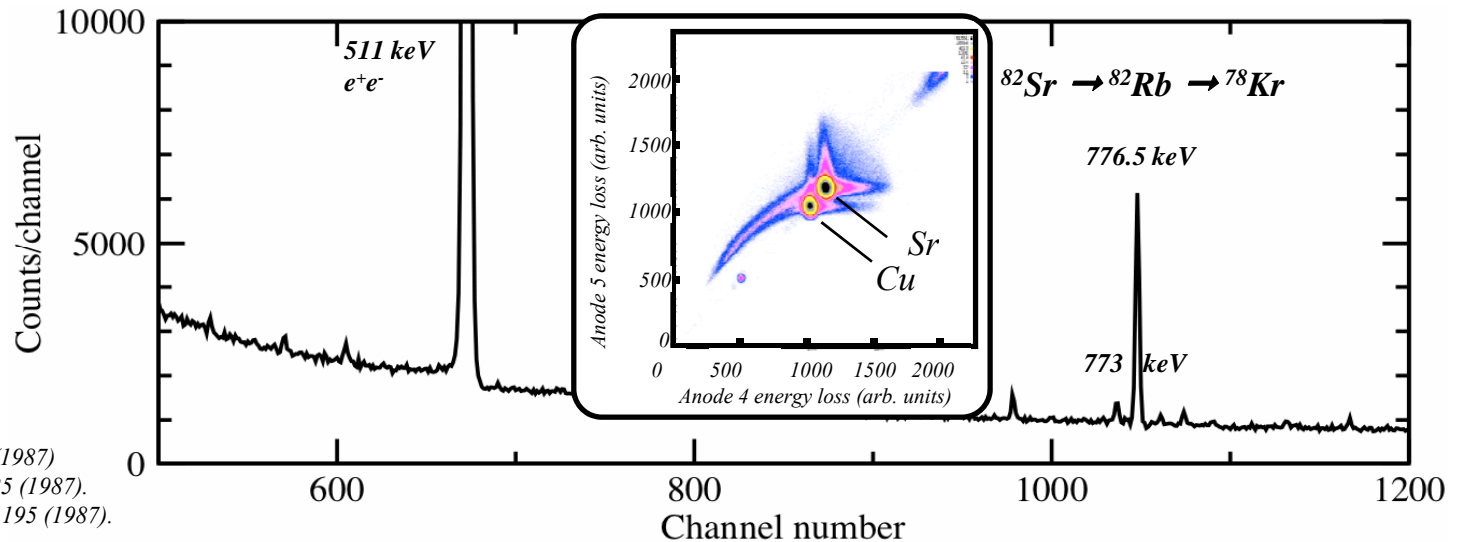 10000
5000
0
Counts/channel
511 keV
e⁺e⁻
2000
1500
1000
500
0
Anode 5 energy loss (arb. units)
Sr
Cu
0 500 1000 1500 2000
Anode 4 energy loss (arb. units)
⁸²Sr → ⁸²Rb → ⁷⁸Kr
776.5 keV
773 keV
1987)
5 (1987).
195 (1987).
600 800 1000 1200
Channel number